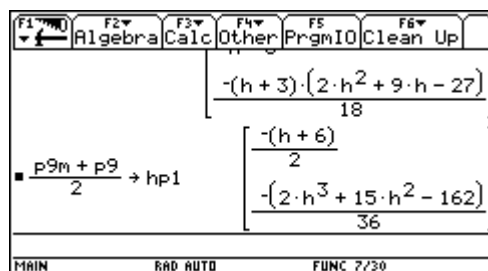 F1 F2 F3 F4 F5 F6
Algebra Calc Other PrgmIO Clean Up
-(h + 3)·(2·h² + 9·h - 27)
18
-(h + 6)
2
p9m + p9
2
→ hp1
-(2·h³ + 15·h² - 162)
36
MAIN RAD AUTO FUNC 7/30